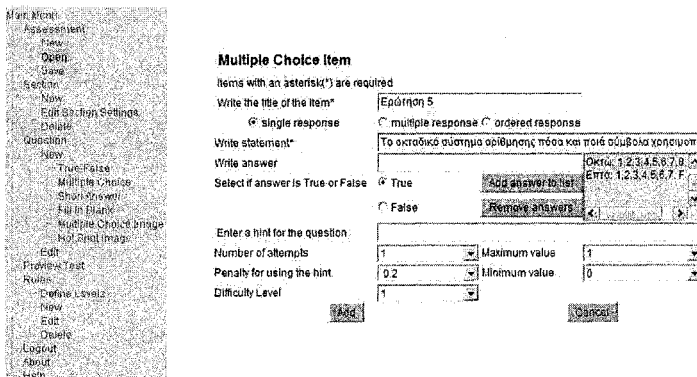 Main Menu
Assessment
New
Open
Save
Section
New
Edit Section Settings
Delete
Question
New
True-False
Multiple Choice
Short Answer
Fill in Blank
Multiple Choice Image
Hot Spot Image
Edit
Preview Test
Rules
Define Levels
New
Edit
Delete
Logout
About
Help
Multiple Choice Item
Items with an asterisk(*) are required
Write the title of the item* Ερώτηση 5
single response multiple response ordered response
Write statement* Το οκταδικό σύστημα αρίθμησης πόσα και ποιά σύμβολα χρησιμοπ
Write answer Οκτώ: 1,2,3,4,5,6,7,8
Select if answer is True or False True Add answer to list Επτά: 1,2,3,4,5,6,7, F
False Remove answers
Enter a hint for the question
Number of attempts 1 Maximum value 1
Penalty for using the hint 0.2 Minimum value 0
Difficulty Level 1
Add Cancel